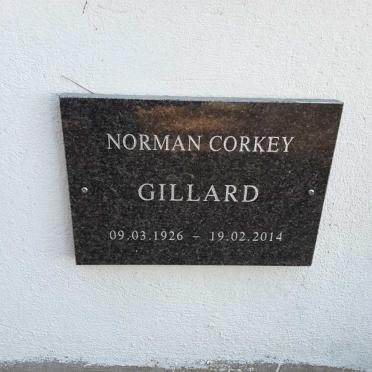 NORMAN CORKEY
GILLARD
09.03.1926 – 19.02.2014